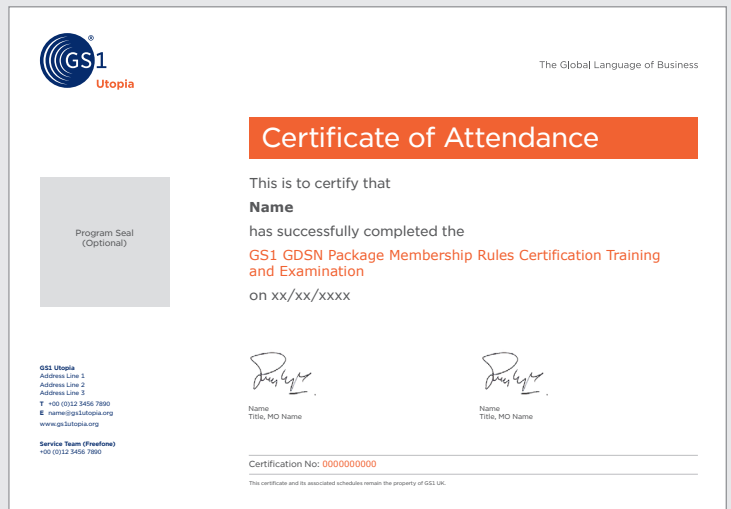 GS1
®
Utopia
The Global Language of Business
Certificate of Attendance
This is to certify that
Name
has successfully completed the
GS1 GDSN Package Membership Rules Certification Training
and Examination
on xx/xx/xxxx
Program Seal
(Optional)
GS1 Utopia
Address Line 1
Address Line 2
Address Line 3
T +00 (0)12 3456 7890
E name@gs1utopia.org
www.gs1utopia.org
Service Team (Freefone)
+00 (0)12 3456 7890
Name
Title, MO Name
Name
Title, MO Name
Certification No: 0000000000
This certificate and its associated schedules remain the property of GS1 UK.